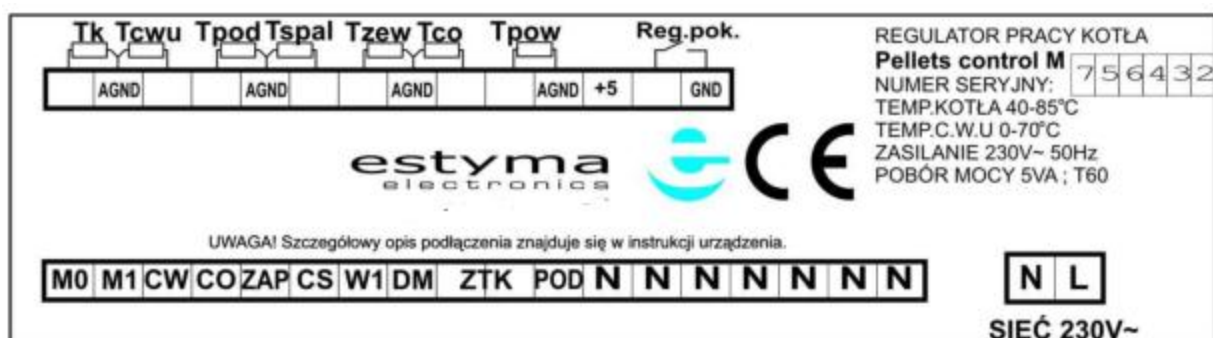 Tk Tcwu Tpod Tspal Tzew Tco Tpow Reg.pok.
AGND AGND AGND AGND +5 GND
REGULATOR PRACY KOTŁA
Pellets control M
NUMER SERYJNY: 756432
TEMP.KOTŁA 40-85°C
TEMP.C.W.U 0-70°C
ZASILANIE 230V~ 50Hz
POBÓR MOCY 5VA ; T60
estyma
electronics
CE
UWAGA! Szczegółowy opis podłączenia znajduje się w instrukcji urządzenia.
M0 M1 CW CO ZAP CS W1 DM ZTK POD N N N N N N N
N L
SIEĆ 230V~